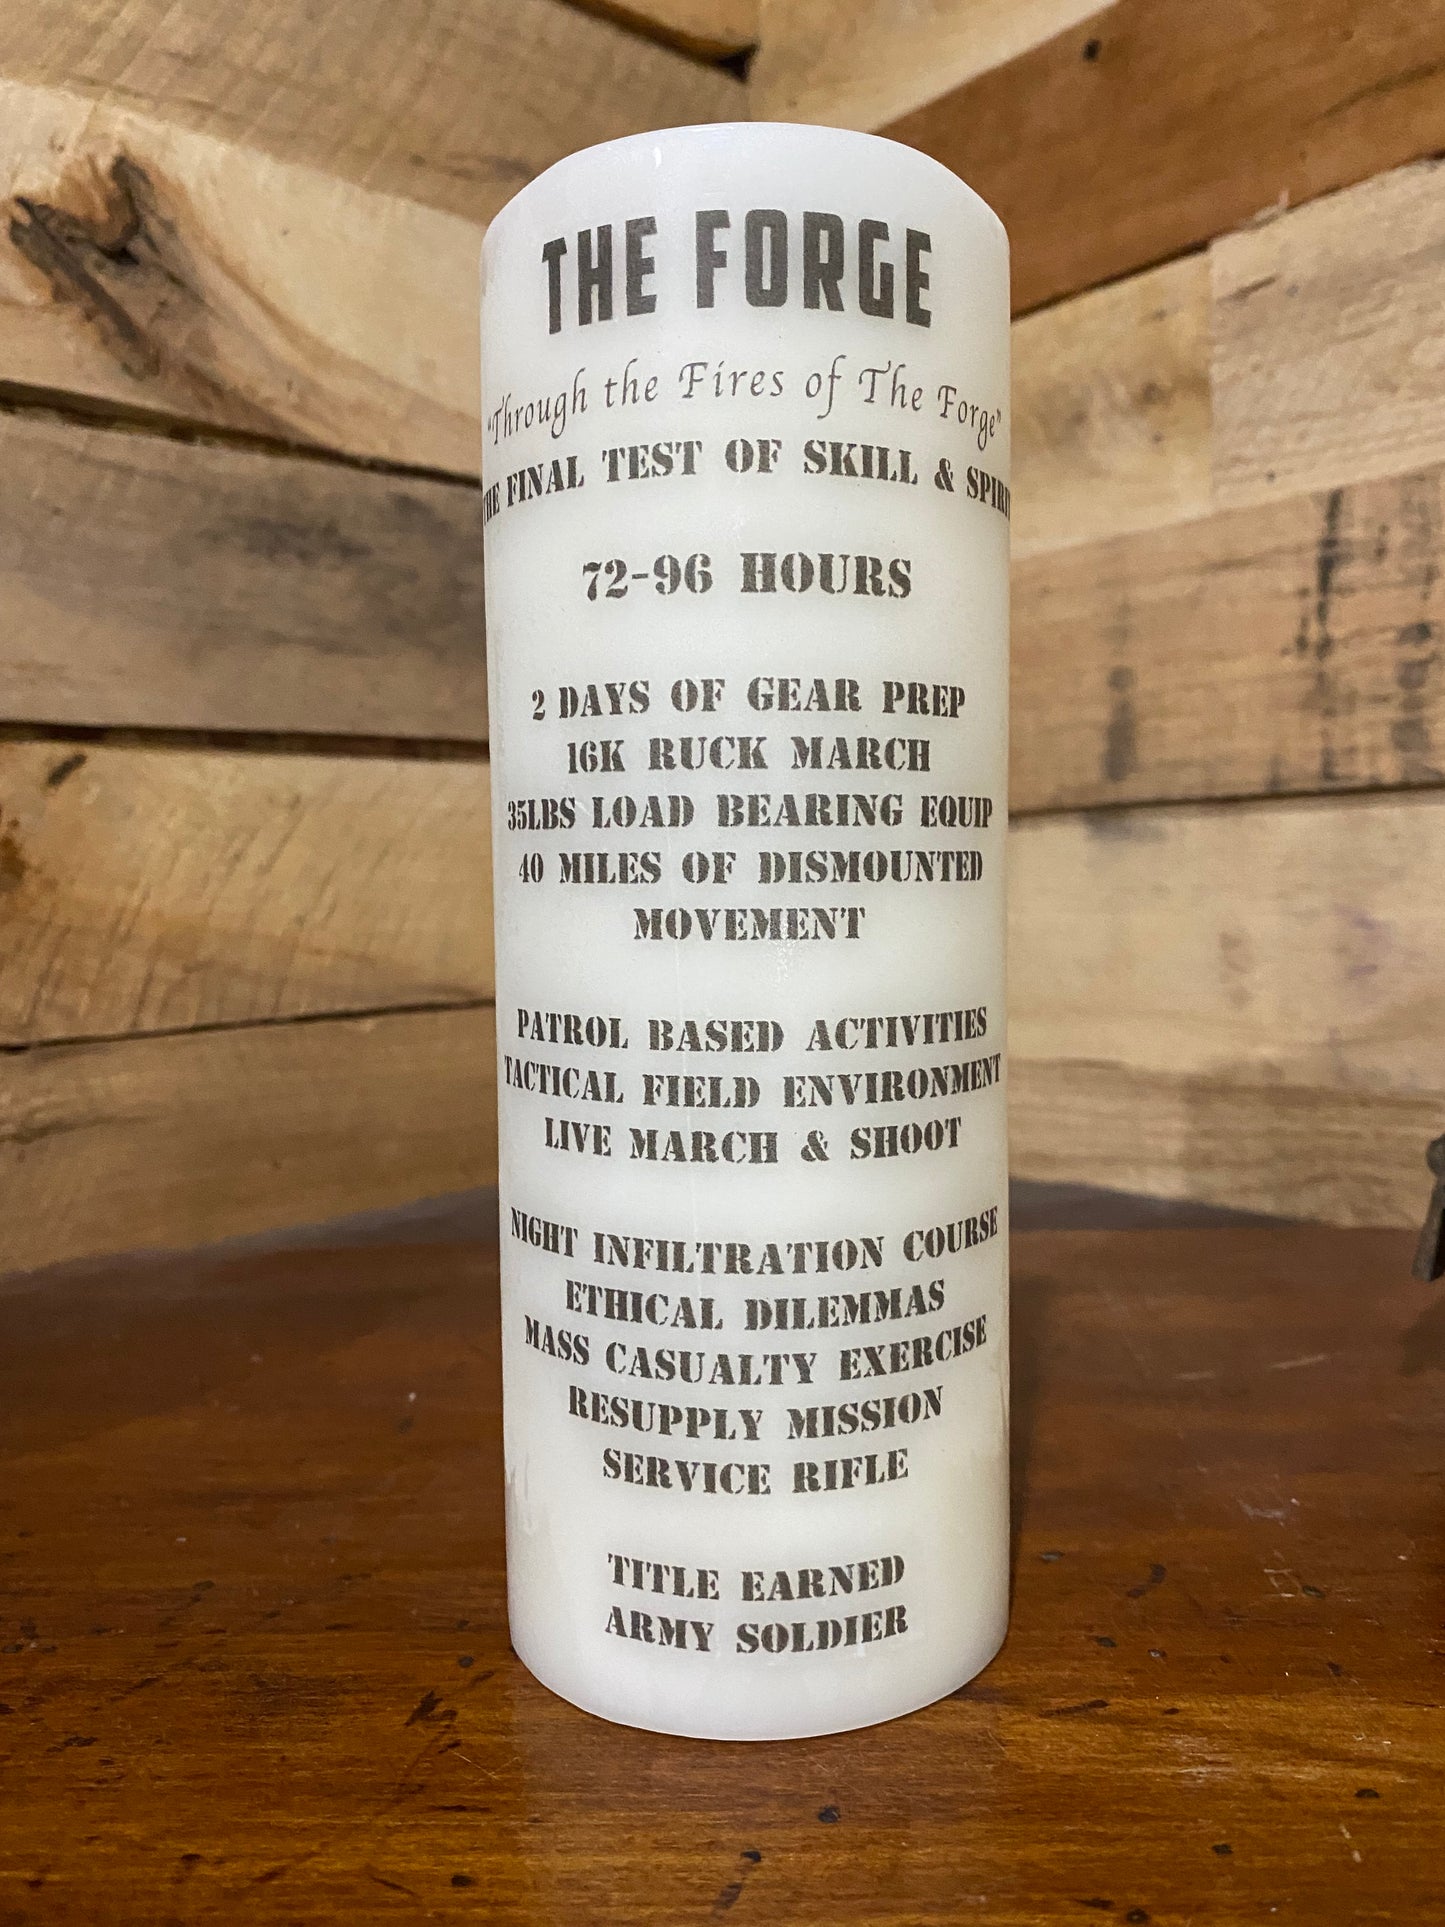 THE FORGE
"Through the Fires of The Forge"
THE FINAL TEST OF SKILL & SPIRIT
72-96 HOURS
2 DAYS OF GEAR PREP
16K RUCK MARCH
35LBS LOAD BEARING EQUIP
40 MILES OF DISMOUNTED
MOVEMENT
PATROL BASED ACTIVITIES
TACTICAL FIELD ENVIRONMENT
LIVE MARCH & SHOOT
NIGHT INFILTRATION COURSE
ETHICAL DILEMMAS
MASS CASUALTY EXERCISE
RESUPPLY MISSION
SERVICE RIFLE
TITLE EARNED
ARMY SOLDIER